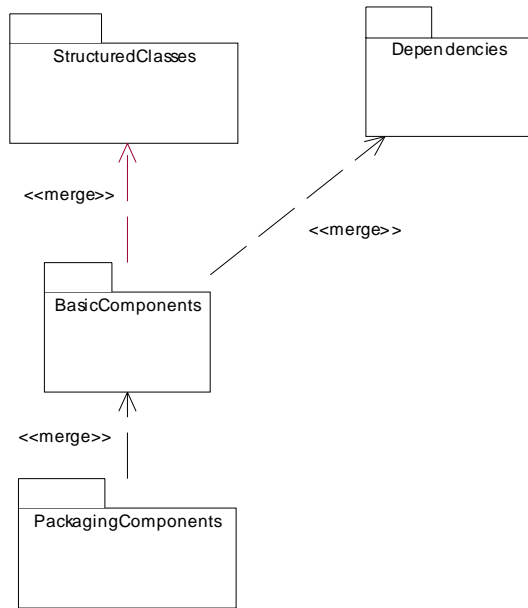 StructuredClasses
Dependencies
<<merge>>
<<merge>>
BasicComponents
<<merge>>
PackagingComponents